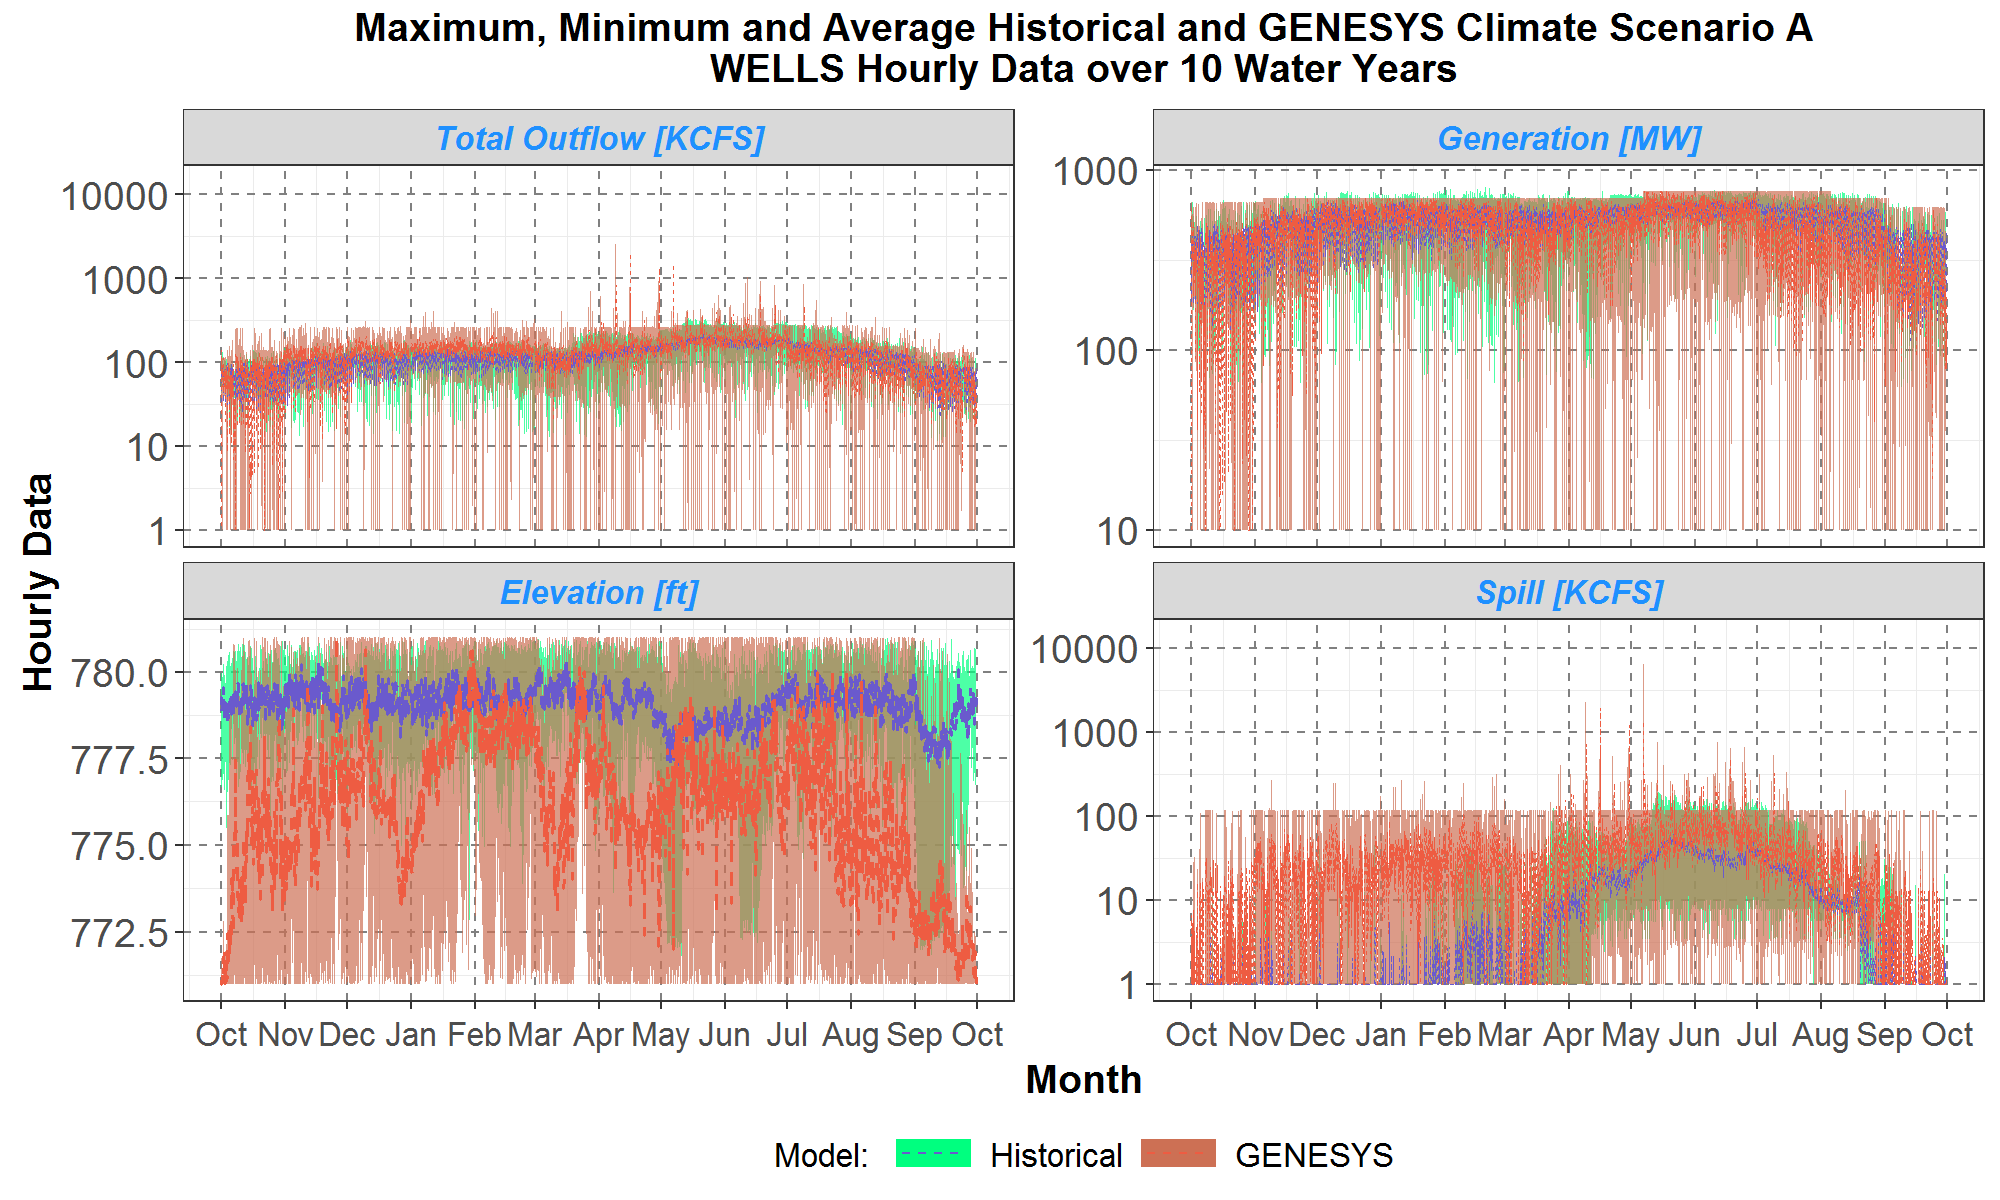 Maximum, Minimum and Average Historical and GENESYS Climate Scenario A
WELLS Hourly Data over 10 Water Years
Total Outflow [KCFS]
10000
1000
100
10
1
Generation [MW]
1000
100
10
Hourly Data
Elevation [ft]
780.0
777.5
775.0
772.5
Oct Nov Dec Jan Feb Mar Apr May Jun Jul Aug Sep Oct
Spill [KCFS]
10000
1000
100
10
1
Oct Nov Dec Jan Feb Mar Apr May Jun Jul Aug Sep Oct
Month
Model: Historical GENESYS